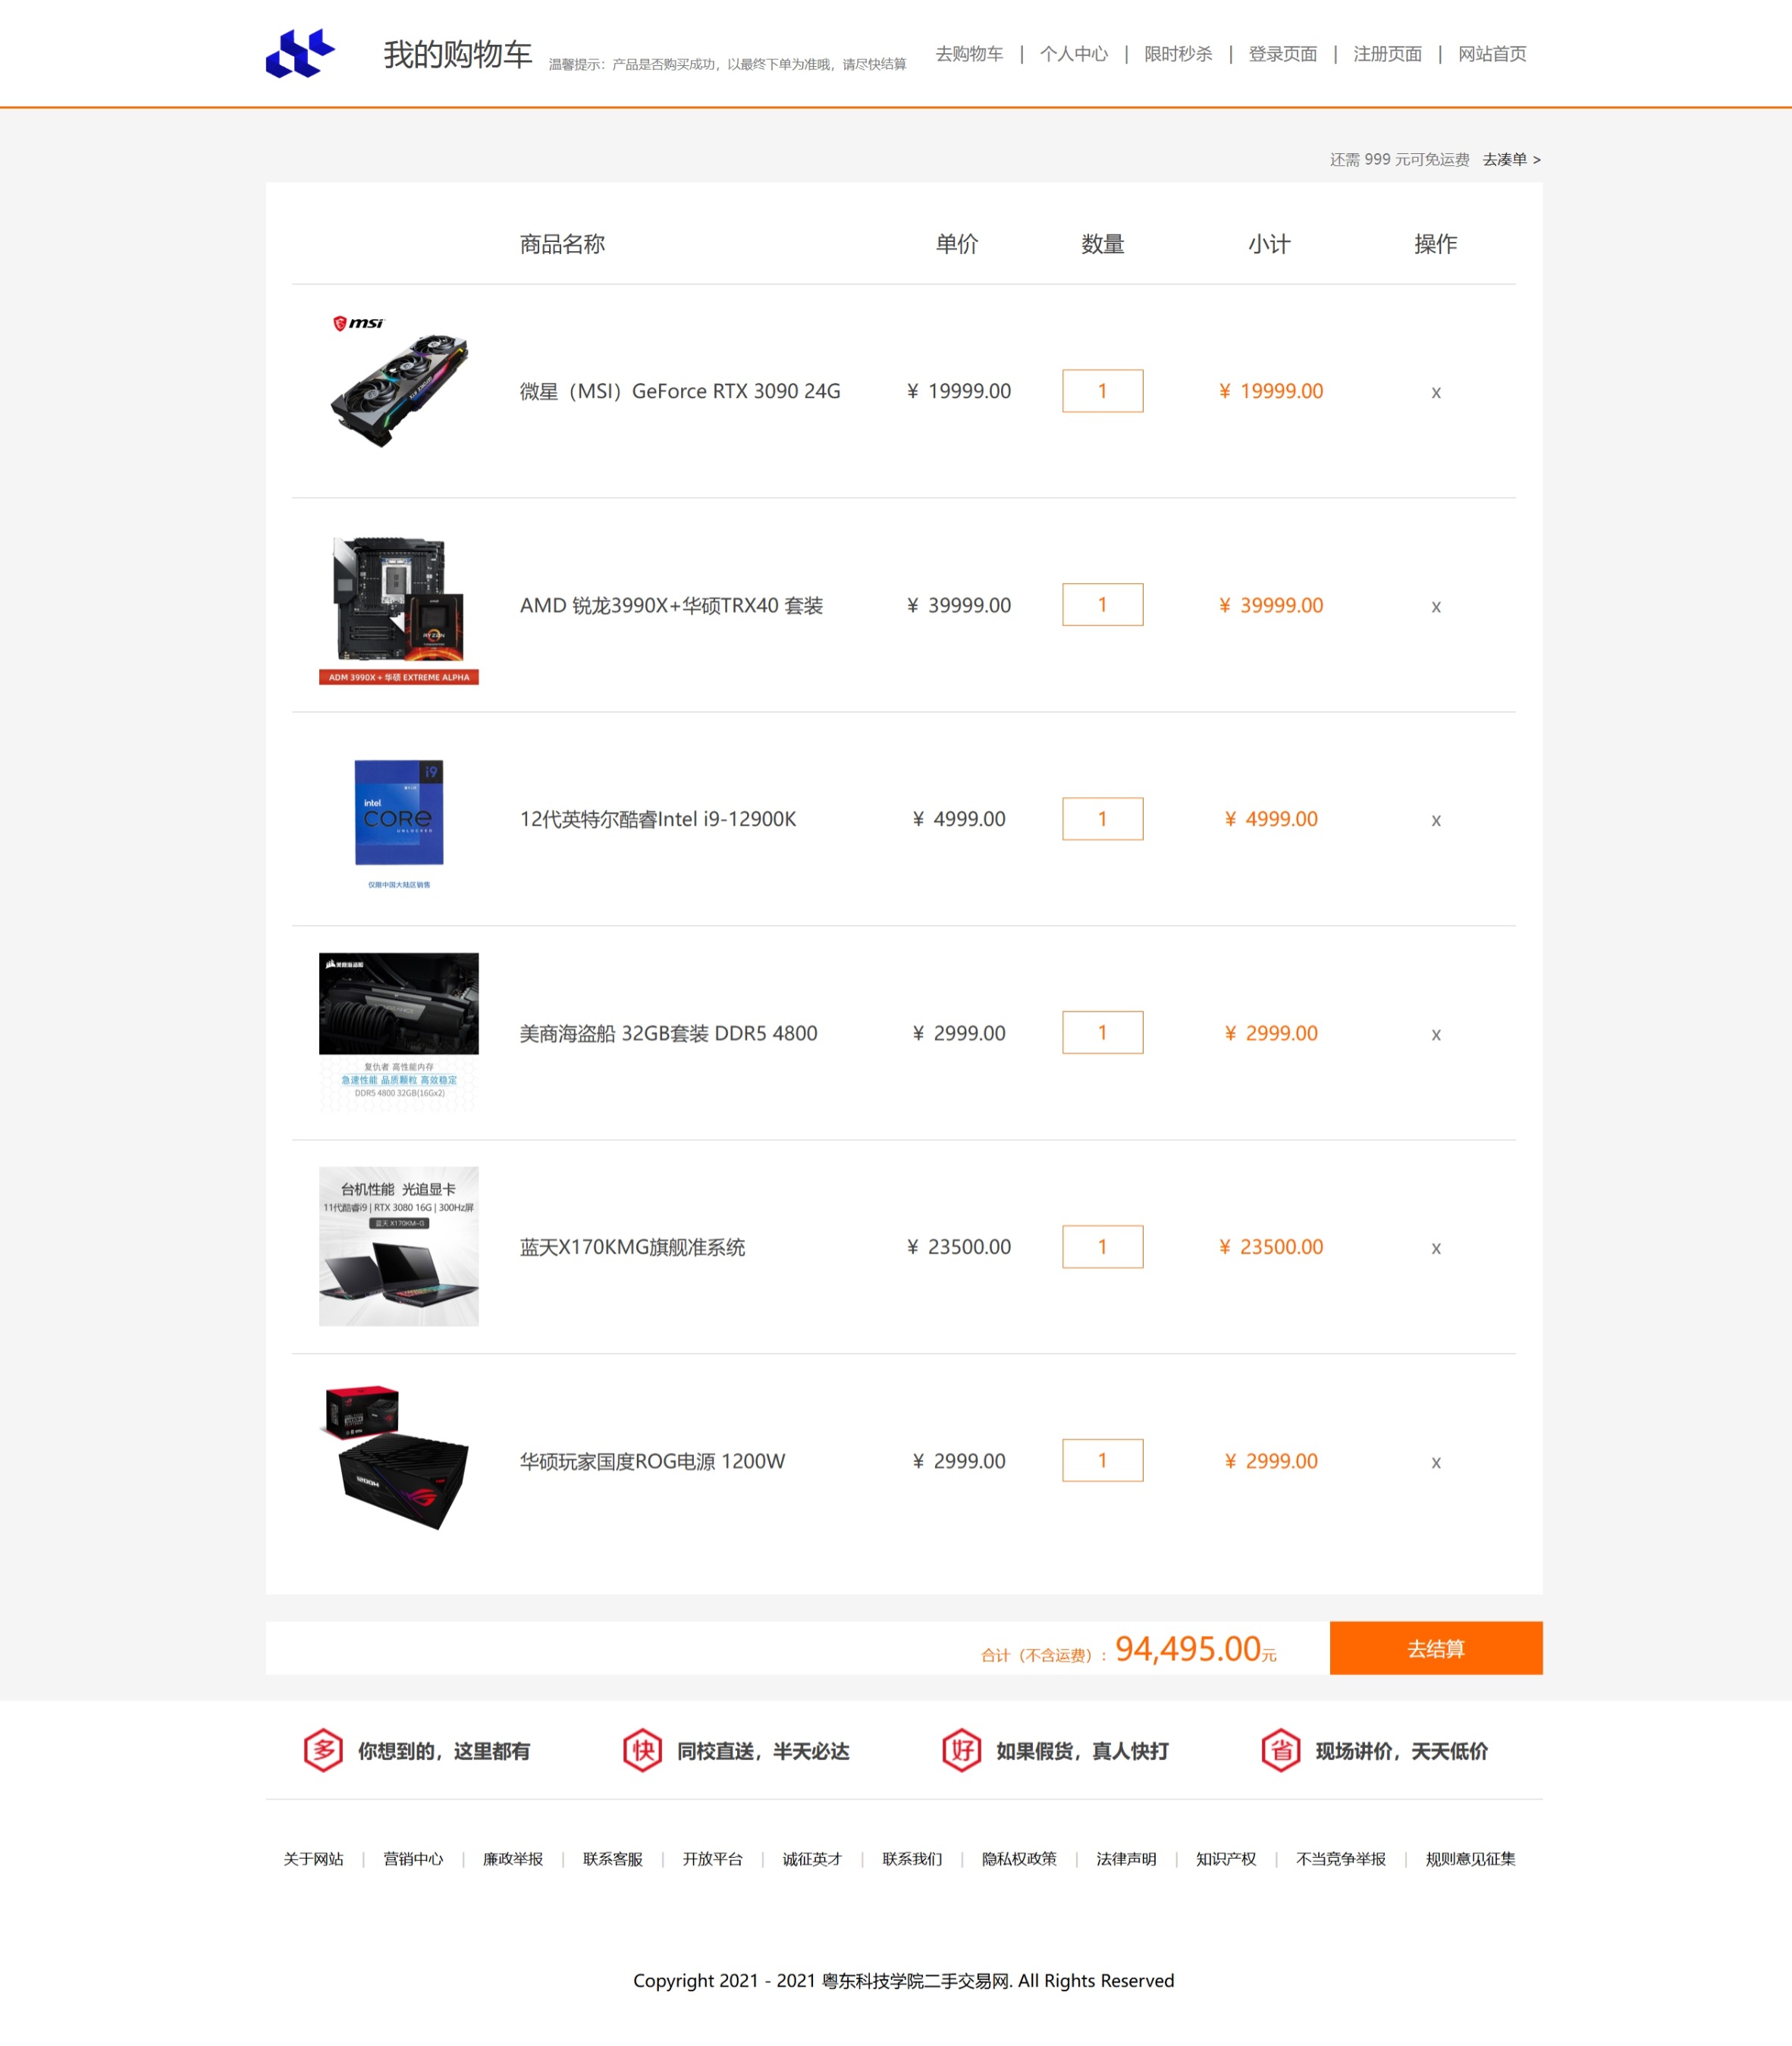 我的购物车 温馨提示：产品是否购买成功，以最终下单为准哦，请尽快结算 去购物车 | 个人中心 | 限时秒杀 | 登录页面 | 注册页面 | 网站首页
还需 999 元可免运费 去凑单 >
商品名称 单价 数量 小计 操作
msi
微星（MSI）GeForce RTX 3090 24G ¥ 19999.00 1 ¥ 19999.00 x
RYZEN
AMD 锐龙3990X+华硕TRX40 套装 ¥ 39999.00 1 ¥ 39999.00 x
ADM 3990X + 华硕 EXTREME ALPHA
i9
intel
CORE
UNLOCKED
12代英特尔酷睿Intel i9-12900K ¥ 4999.00 1 ¥ 4999.00 x
仅限中国大陆区销售
美商海盗船
美商海盗船 32GB套装 DDR5 4800 ¥ 2999.00 1 ¥ 2999.00 x
复仇者 高性能内存
急速性能 品质颗粒 高效稳定
DDR5 4800 32GB(16Gx2)
台机性能 光追显卡
11代酷睿i9 | RTX 3080 16G | 300Hz屏
蓝天 X170KM-G
蓝天X170KMG旗舰准系统 ¥ 23500.00 1 ¥ 23500.00 x
1200W
华硕玩家国度ROG电源 1200W ¥ 2999.00 1 ¥ 2999.00 x
合计（不含运费）: 94,495.00元 去结算
多 你想到的，这里都有 快 同校直送，半天必达 好 如果假货，真人快打 省 现场讲价，天天低价
关于网站 | 营销中心 | 廉政举报 | 联系客服 | 开放平台 | 诚征英才 | 联系我们 | 隐私权政策 | 法律声明 | 知识产权 | 不当竞争举报 | 规则意见征集
Copyright 2021 - 2021 粤东科技学院二手交易网. All Rights Reserved